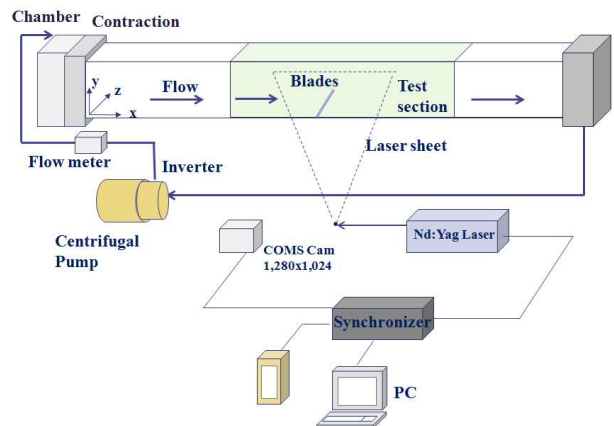 Chamber
Contraction
y
z
x
Flow
Blades
Test
section
Laser sheet
Flow meter
Inverter
Centrifugal
Pump
COMS Cam
1,280x1,024
Nd:Yag Laser
Synchronizer
PC